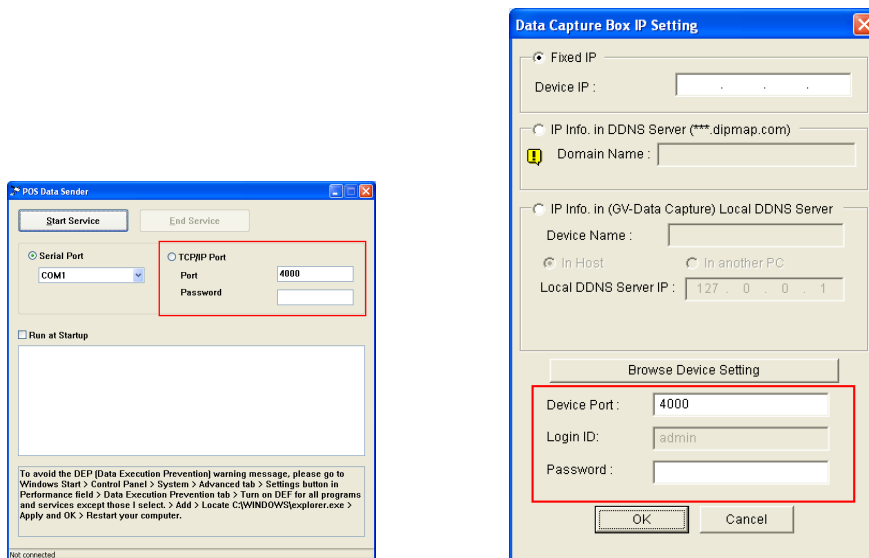 POS Data Sender
Start Service
End Service
Serial Port
COM1
TCP/IP Port
Port
4000
Password
Run at Startup
To avoid the DEP (Data Execution Prevention) warning message, please go to
Windows Start > Control Panel > System > Advanced tab > Settings button in
Performance field > Data Execution Prevention tab > Turn on DEF for all programs
and services except those I select. > Add > Locate C:\WINDOWS\explorer.exe >
Apply and OK > Restart your computer.
Not connected
Data Capture Box IP Setting
Fixed IP
Device IP :
. . .
IP Info. in DDNS Server (***.dipmap.com)
Domain Name :
IP Info. in (GV-Data Capture) Local DDNS Server
Device Name :
In Host
In another PC
Local DDNS Server IP :
127 . 0 . 0 . 1
Browse Device Setting
Device Port :
4000
Login ID:
admin
Password :
OK
Cancel